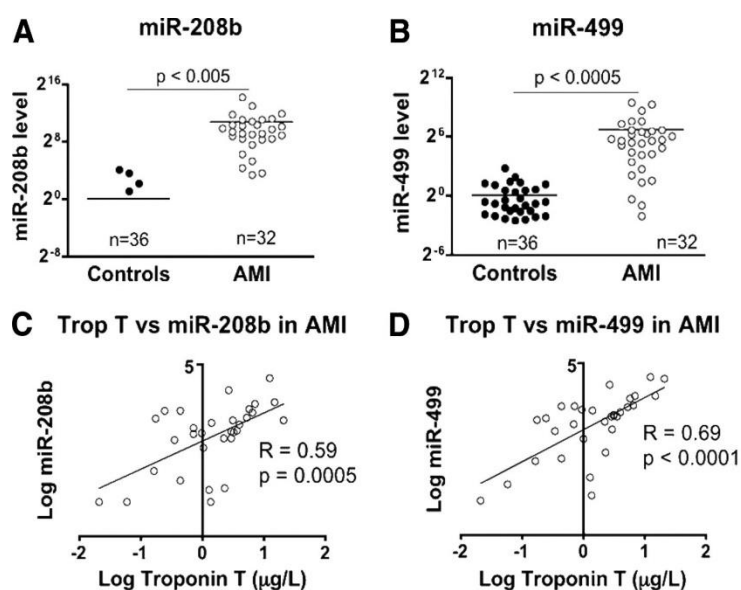 A
miR-208b
p < 0.005
miR-208b level
2^16
2^8
2^0
2^-8
n=36
n=32
Controls
AMI
B
miR-499
p < 0.0005
miR-499 level
2^12
2^6
2^0
2^-6
n=36
n=32
Controls
AMI
C
Trop T vs miR-208b in AMI
5
Log miR-208b
R = 0.59
p = 0.0005
-2
-1
0
1
2
Log Troponin T (μg/L)
D
Trop T vs miR-499 in AMI
5
Log miR-499
R = 0.69
p < 0.0001
-2
-1
0
1
2
Log Troponin T (μg/L)